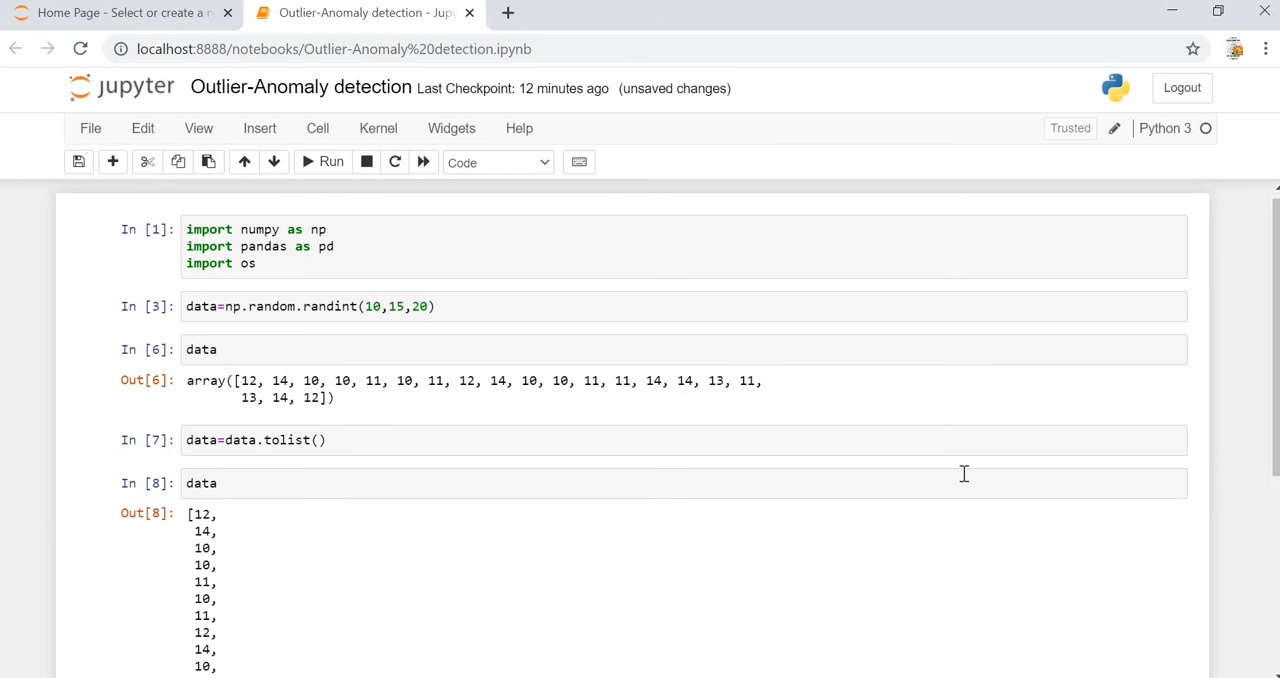 Home Page - Select or create a n
Outlier-Anomaly detection - Jupy
localhost:8888/notebooks/Outlier-Anomaly%20detection.ipynb
jupyter Outlier-Anomaly detection Last Checkpoint: 12 minutes ago (unsaved changes) Logout
File Edit View Insert Cell Kernel Widgets Help Trusted Python 3
Run Code
In [1]: import numpy as np
import pandas as pd
import os
In [3]: data=np.random.randint(10,15,20)
In [6]: data
Out[6]: array([12, 14, 10, 10, 11, 10, 11, 12, 14, 10, 10, 11, 11, 14, 14, 13, 11,
13, 14, 12])
In [7]: data=data.tolist()
In [8]: data
Out[8]: [12,
14,
10,
10,
11,
10,
11,
12,
14,
10,